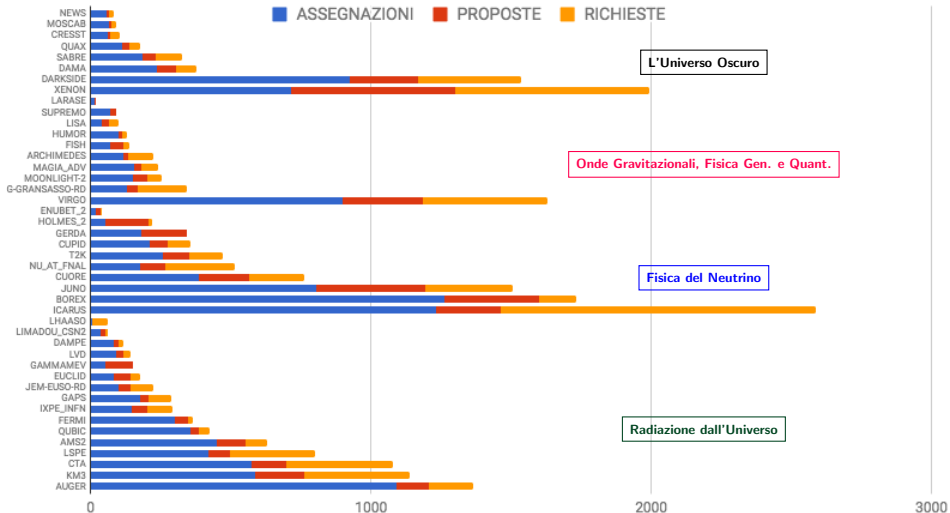 ASSEGNAZIONI PROPOSTE RICHIESTE
NEWS
MOSCAB
CRESST
QUAX
SABRE
DAMA
DARKSIDE
XENON
LARASE
SUPREMO
LISA
HUMOR
FISH
ARCHIMEDES
MAGIA_ADV
MOONLIGHT-2
G-GRANSASSO-RD
VIRGO
ENUBET_2
HOLMES_2
GERDA
CUPID
T2K
NU_AT_FNAL
CUORE
JUNO
BOREX
ICARUS
LHAASO
LIMADOU_CSN2
DAMPE
LVD
GAMMAMEV
EUCLID
JEM-EUSO-RD
GAPS
IXPE_INFN
FERMI
QUBIC
AMS2
LSPE
CTA
KM3
AUGER
L'Universo Oscuro
Onde Gravitazionali, Fisica Gen. e Quant.
Fisica del Neutrino
Radiazione dall'Universo
0 1000 2000 3000